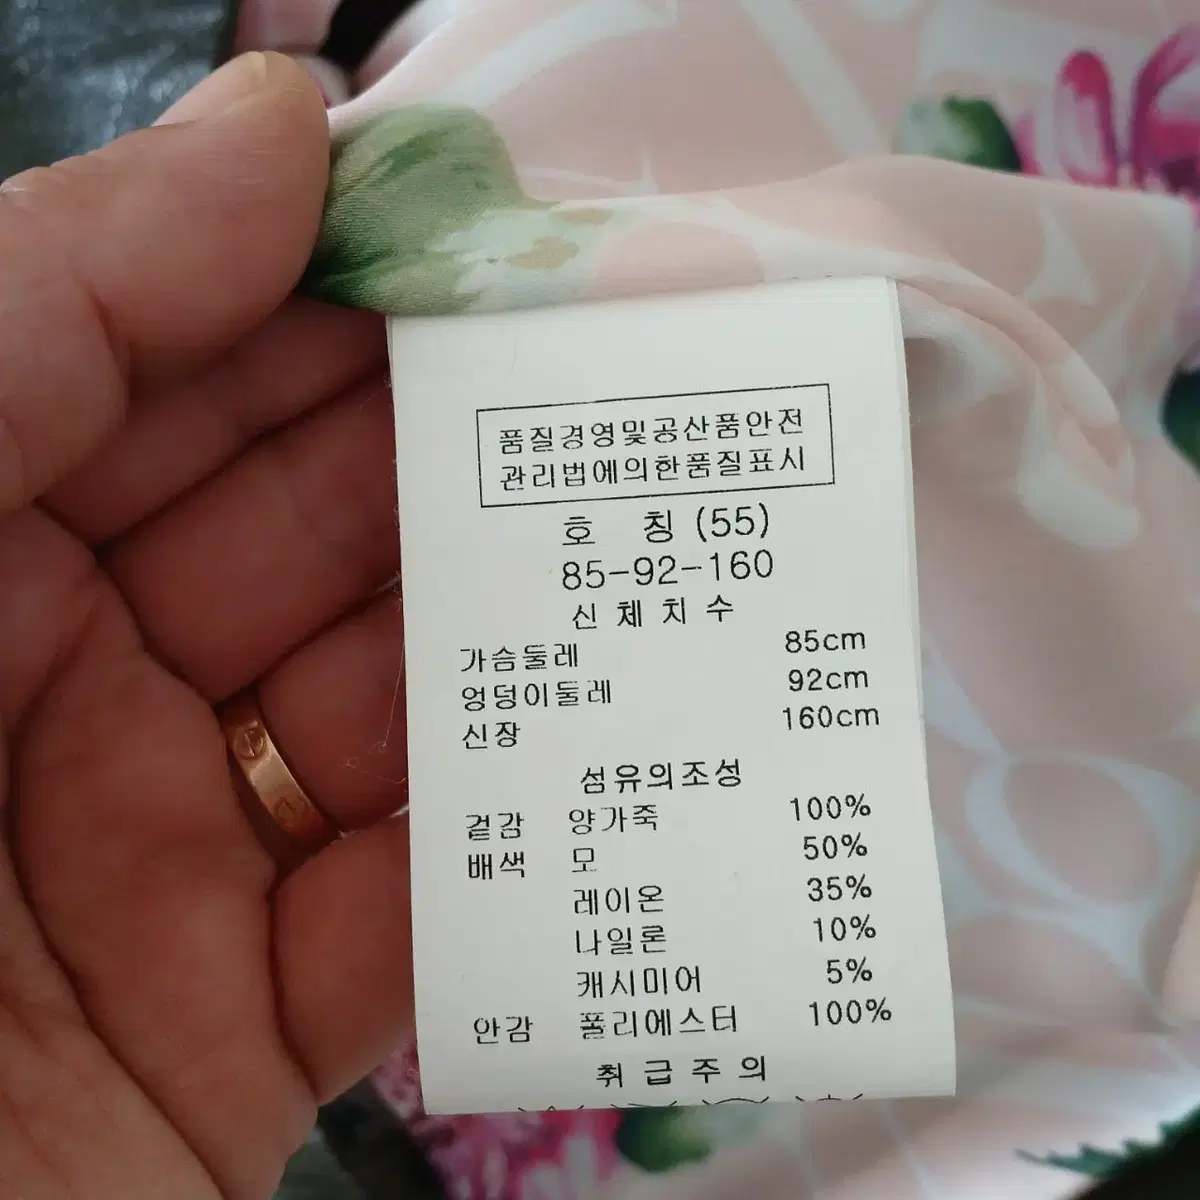 품질경영및공산품안전
관리법에의한품질표시
호 칭 (55)
85-92-160
신 체 치 수
가슴둘레 85cm
엉덩이둘레 92cm
신장 160cm
섬유의조성
겉감 양가죽 100%
배색 모 50%
레이온 35%
나일론 10%
캐시미어 5%
안감 폴리에스터 100%
취 급 주 의